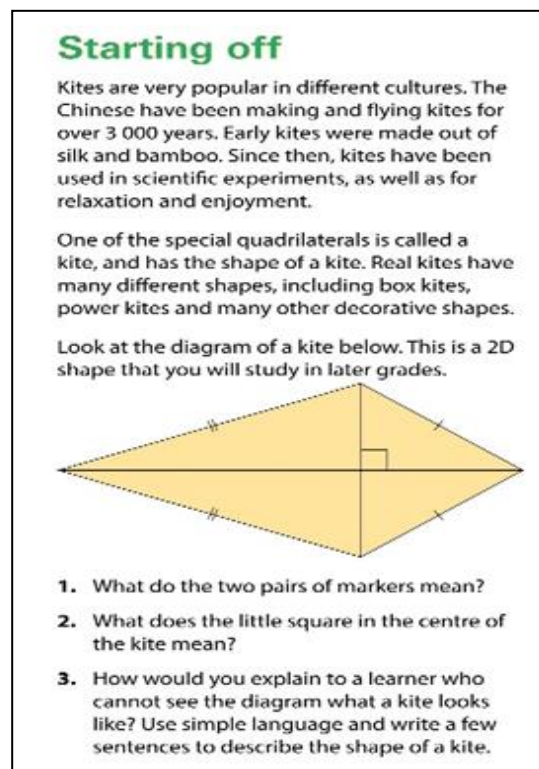 Starting off
Kites are very popular in different cultures. The
Chinese have been making and flying kites for
over 3 000 years. Early kites were made out of
silk and bamboo. Since then, kites have been
used in scientific experiments, as well as for
relaxation and enjoyment.
One of the special quadrilaterals is called a
kite, and has the shape of a kite. Real kites have
many different shapes, including box kites,
power kites and many other decorative shapes.
Look at the diagram of a kite below. This is a 2D
shape that you will study in later grades.
1. What do the two pairs of markers mean?
2. What does the little square in the centre of
the kite mean?
3. How would you explain to a learner who
cannot see the diagram what a kite looks
like? Use simple language and write a few
sentences to describe the shape of a kite.